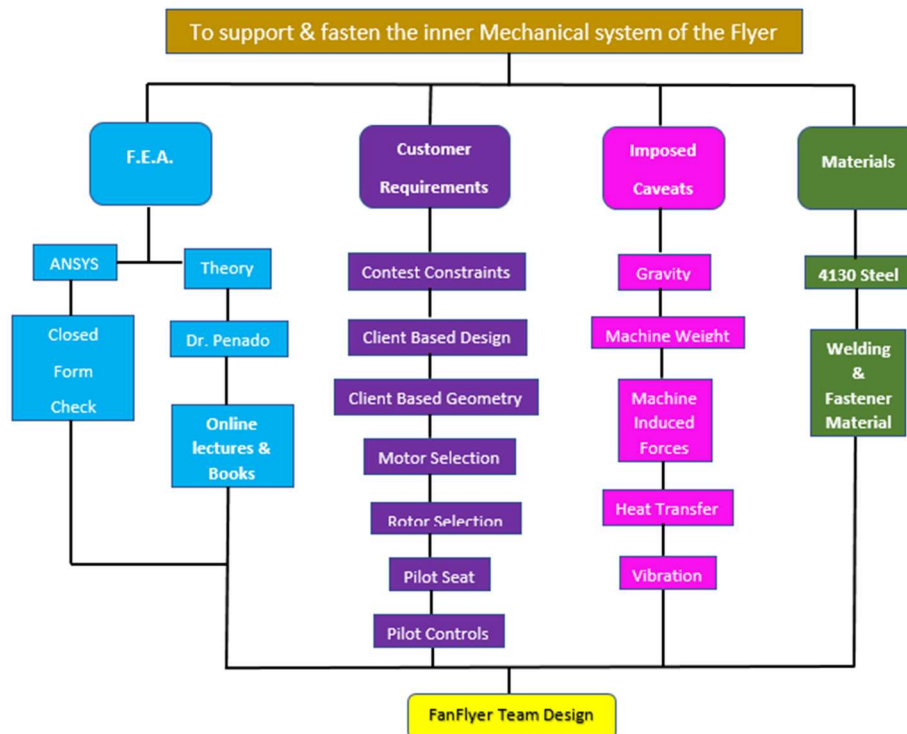 To support & fasten the inner Mechanical system of the Flyer
F.E.A.
ANSYS
Closed
Form
Check
Theory
Dr. Penado
Online
lectures &
Books
Customer
Requirements
Contest Constraints
Client Based Design
Client Based Geometry
Motor Selection
Rotor Selection
Pilot Seat
Pilot Controls
Imposed
Caveats
Gravity
Machine Weight
Machine
Induced
Forces
Heat Transfer
Vibration
Materials
4130 Steel
Welding
&
Fastener
Material
FanFlyer Team Design